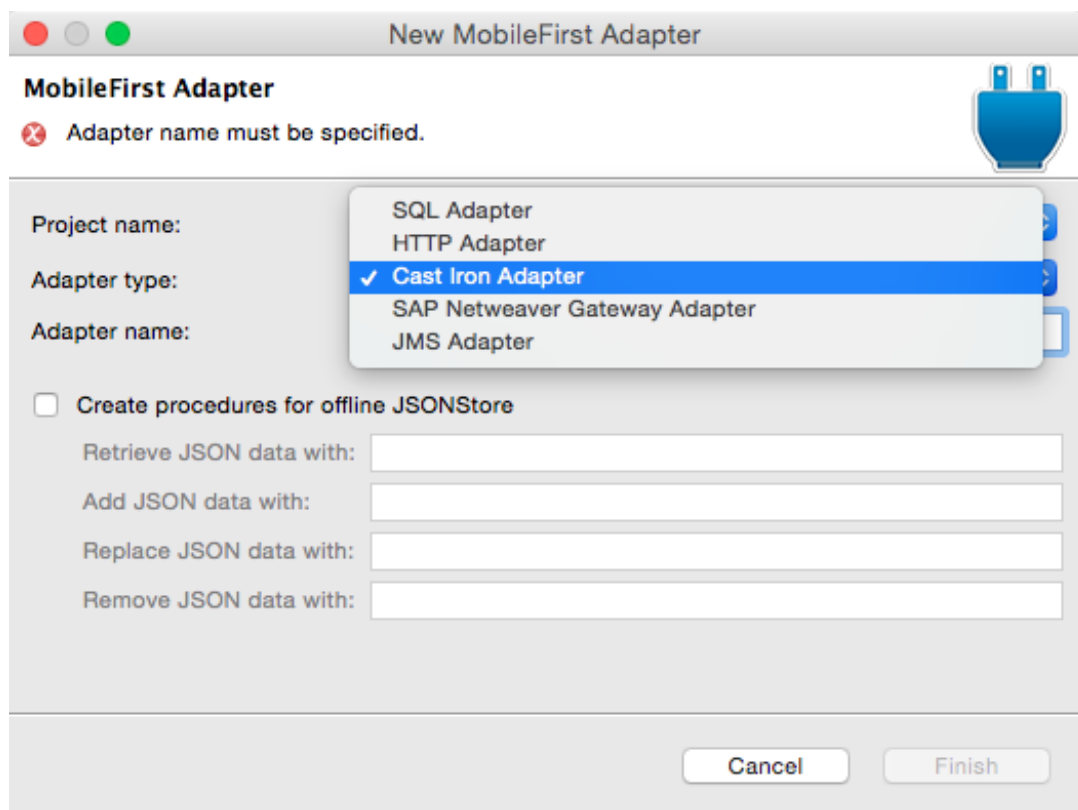 New MobileFirst Adapter
MobileFirst Adapter
Adapter name must be specified.
Project name:
SQL Adapter
HTTP Adapter
Adapter type:
✓ Cast Iron Adapter
SAP Netweaver Gateway Adapter
Adapter name:
JMS Adapter
Create procedures for offline JSONStore
Retrieve JSON data with:
Add JSON data with:
Replace JSON data with:
Remove JSON data with:
Cancel
Finish